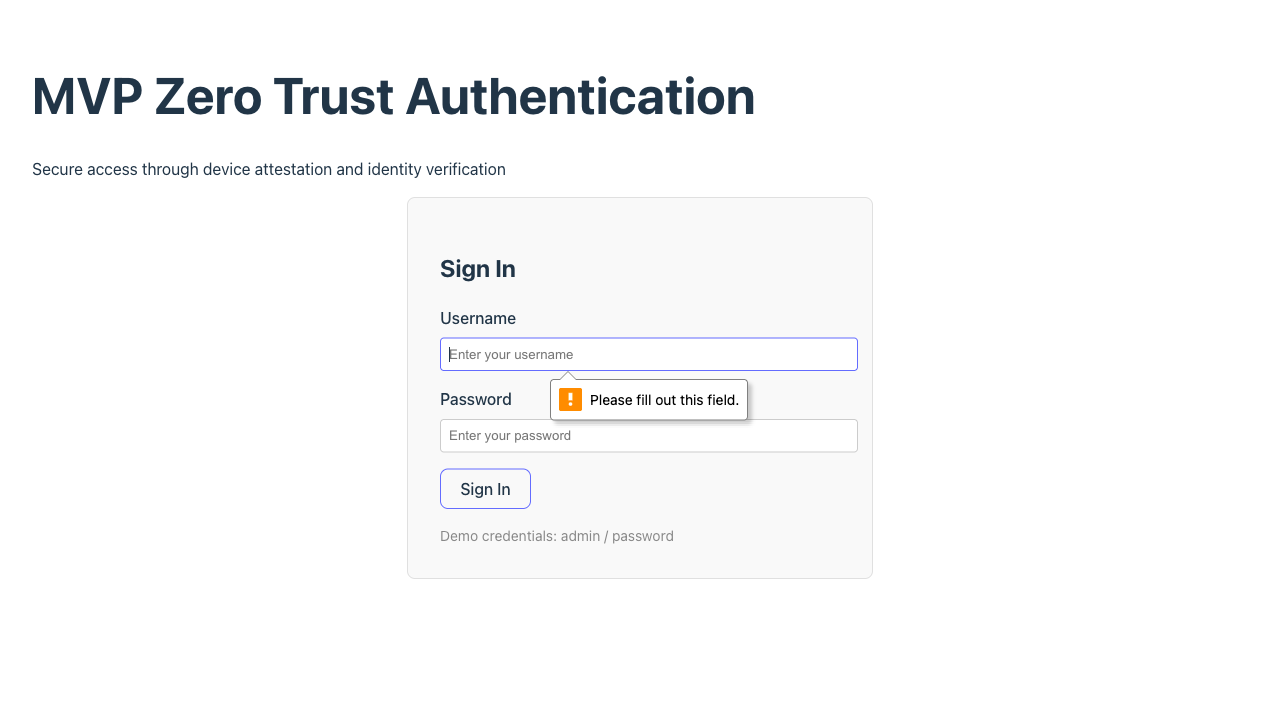 MVP Zero Trust Authentication
Secure access through device attestation and identity verification
Sign In
Username
Enter your username
Please fill out this field.
Password
Enter your password
Sign In
Demo credentials: admin / password